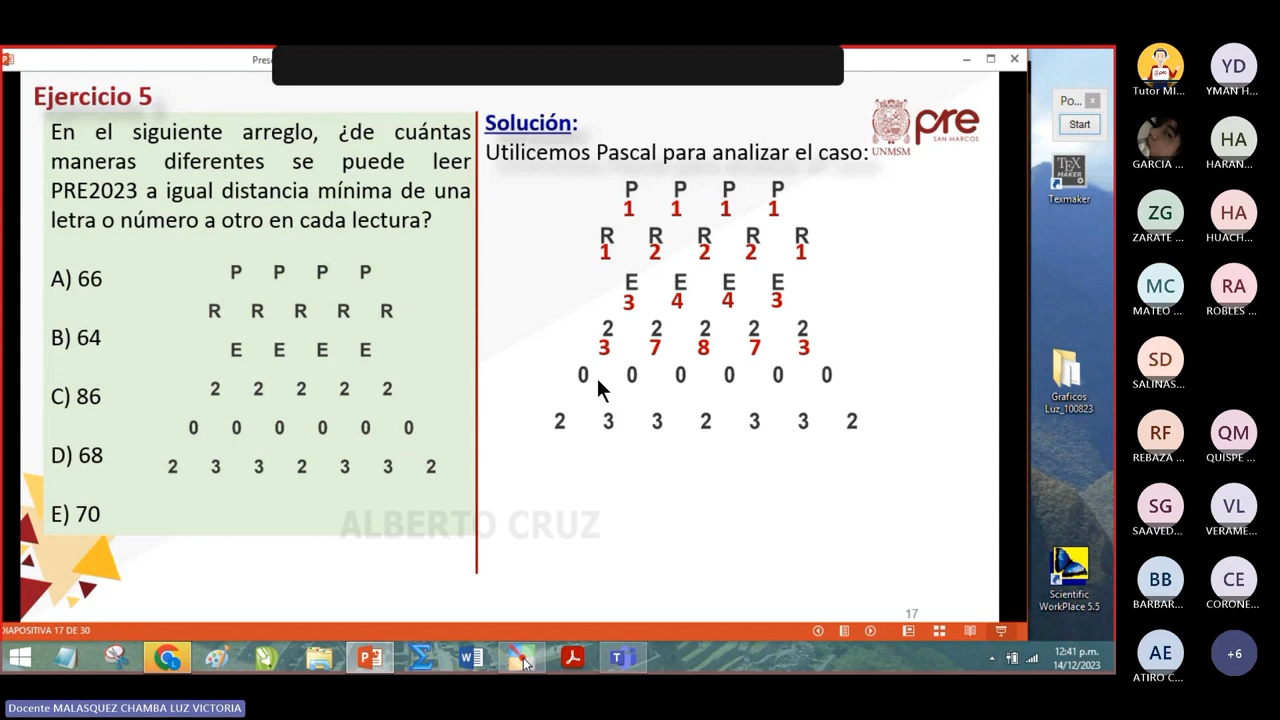 Prese
Ejercicio 5
En el siguiente arreglo, ¿de cuántas
maneras diferentes se puede leer
PRE2023 a igual distancia mínima de una
letra o número a otro en cada lectura?
A) 66
B) 64
C) 86
D) 68
E) 70
P P P P
R R R R R
E E E E
2 2 2 2 2
0 0 0 0 0 0
2 3 3 2 3 3 2
Solución:
Utilicemos Pascal para analizar el caso:
UNMSM
pre
SAN MARCOS
P P P P
1 1 1 1
R R R R R
1 2 2 2 1
E E E E
3 4 4 3
2 2 2 2 2
3 7 8 7 3
0 0 0 0 0 0
2 3 3 2 3 3 2
ALBERTO CRUZ
17
DIAPOSITIVA 17 DE 30
Po... x
Start
TEX
MAKER
Texmaker
Graficos
Luz_100823
Scientific
WorkPlace 5.5
12:41 p.m.
14/12/2023
Tutor MI...
YD
YMAN H...
GARCIA ...
HA
HARAN...
ZG
ZARATE ...
HA
HUACH...
MC
MATEO ...
RA
ROBLES ...
SD
SALINAS...
RF
REBAZA ...
QM
QUISPE ...
SG
SAAVED...
VL
VERAME...
BB
BARBAR...
CE
CORONE...
AE
ATIRO C...
+6
Docente MALASQUEZ CHAMBA LUZ VICTORIA